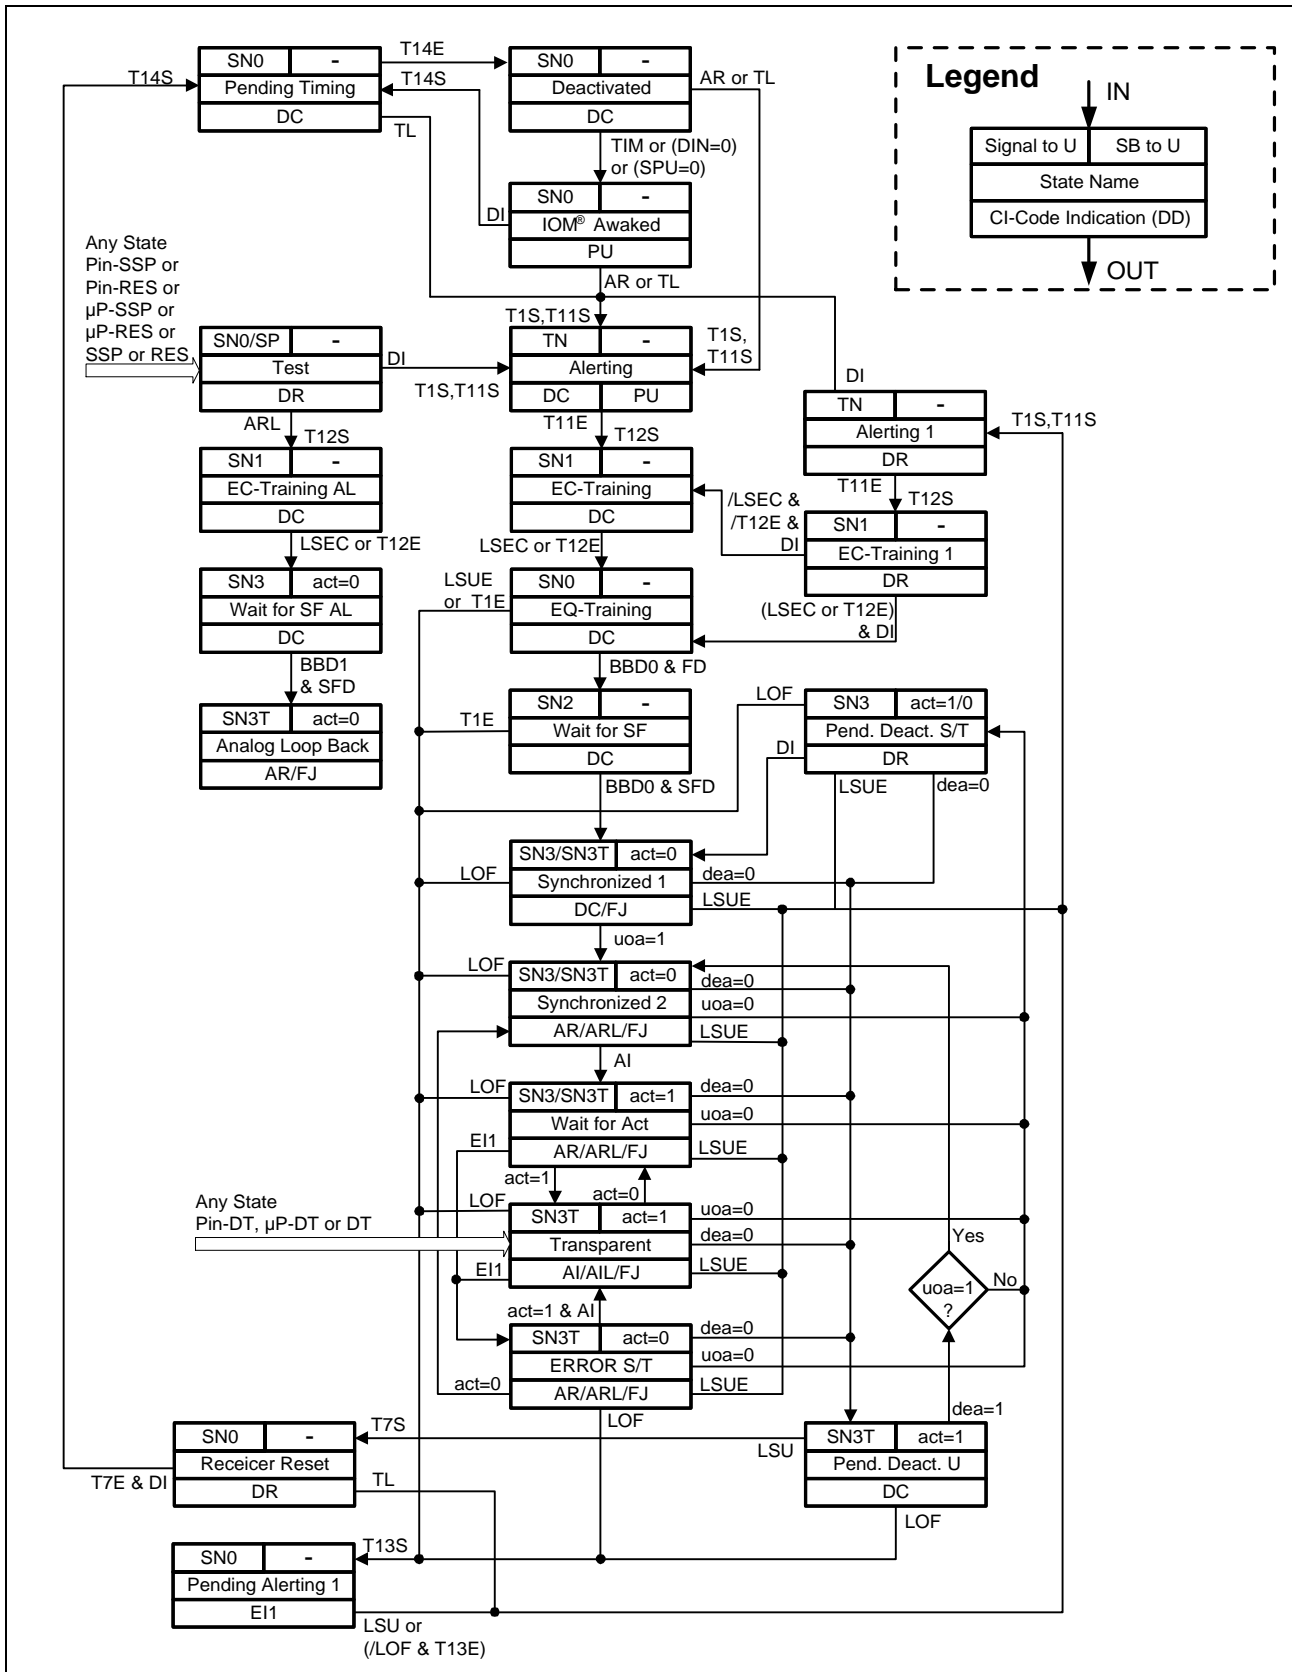 SN0 -
Pending Timing
DC
T14S
T14E
T14S
TL
SN0 -
Deactivated
DC
AR or TL
TIM or (DIN=0)
or (SPU=0)
SN0 -
IOM® Awaked
PU
DI
AR or TL
Legend
IN
Signal to U SB to U
State Name
CI-Code Indication (DD)
OUT
Any State
Pin-SSP or
Pin-RES or
µP-SSP or
µP-RES or
SSP or RES
SN0/SP -
Test
DR
DI
T1S,T11S
T1S,T11S
TN -
Alerting
DC PU
T1S,
T11S
DI
TN -
Alerting 1
DR
T1S,T11S
ARL
T12S
T11E
T12S
T11E
T12S
SN1 -
EC-Training AL
DC
SN1 -
EC-Training
DC
/LSEC &
/T12E &
DI
SN1 -
EC-Training 1
DR
LSEC or T12E
LSEC or T12E
(LSEC or T12E)
& DI
SN3 act=0
Wait for SF AL
DC
LSUE
or T1E
SN0 -
EQ-Training
DC
BBD1
& SFD
BBD0 & FD
SN3T act=0
Analog Loop Back
AR/FJ
T1E
SN2 -
Wait for SF
DC
LOF
SN3 act=1/0
Pend. Deact. S/T
DR
DI
LSUE
dea=0
BBD0 & SFD
SN3/SN3T act=0
Synchronized 1
DC/FJ
LOF
dea=0
LSUE
uoa=1
LOF
SN3/SN3T act=0
Synchronized 2
AR/ARL/FJ
dea=0
uoa=0
LSUE
AI
LOF
SN3/SN3T act=1
Wait for Act
AR/ARL/FJ
dea=0
uoa=0
LSUE
EI1
act=1
act=0
Any State
Pin-DT, µP-DT or DT
LOF
SN3T act=1
Transparent
AI/AIL/FJ
uoa=0
dea=0
LSUE
EI1
Yes
uoa=1
?
No
act=1 & AI
SN3T act=0
ERROR S/T
AR/ARL/FJ
dea=0
uoa=0
LSUE
act=0
LOF
dea=1
SN0 -
Receicer Reset
DR
T7S
LSU
T7E & DI
TL
SN3T act=1
Pend. Deact. U
DC
LOF
SN0 -
Pending Alerting 1
EI1
T13S
LSU or
(/LOF & T13E)